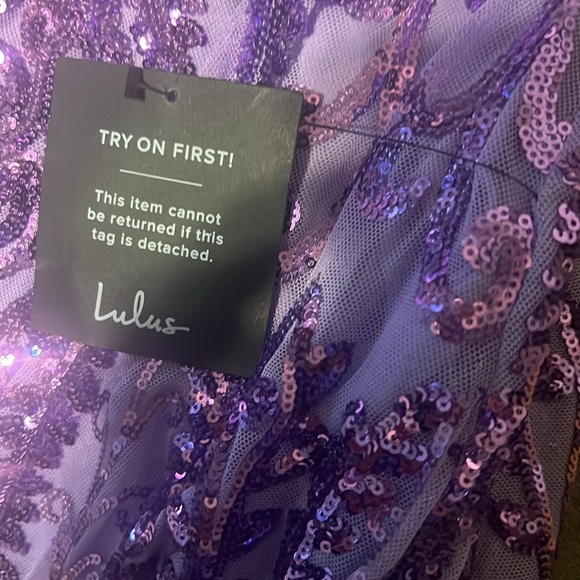 TRY ON FIRST!
This item cannot
be returned if this
tag is detached.
Lulus